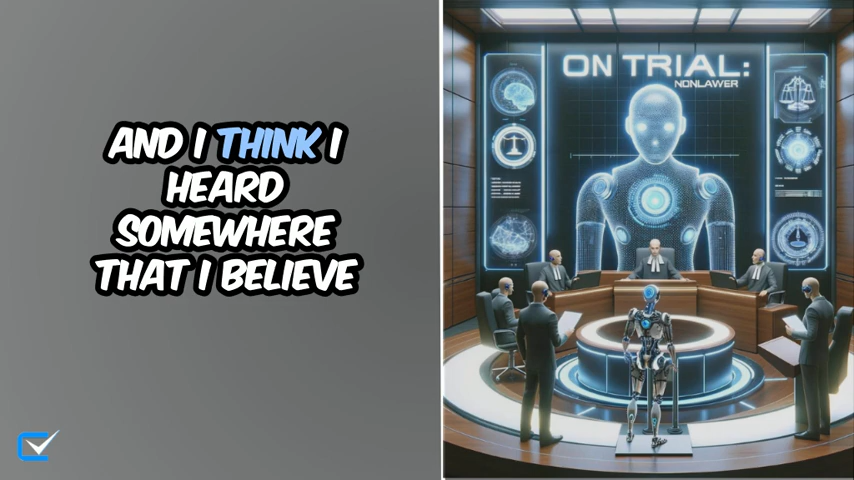 AND I THINK I
HEARD
SOMEWHERE
THAT I BELIEVE
ON TRIAL:
NONLAWER